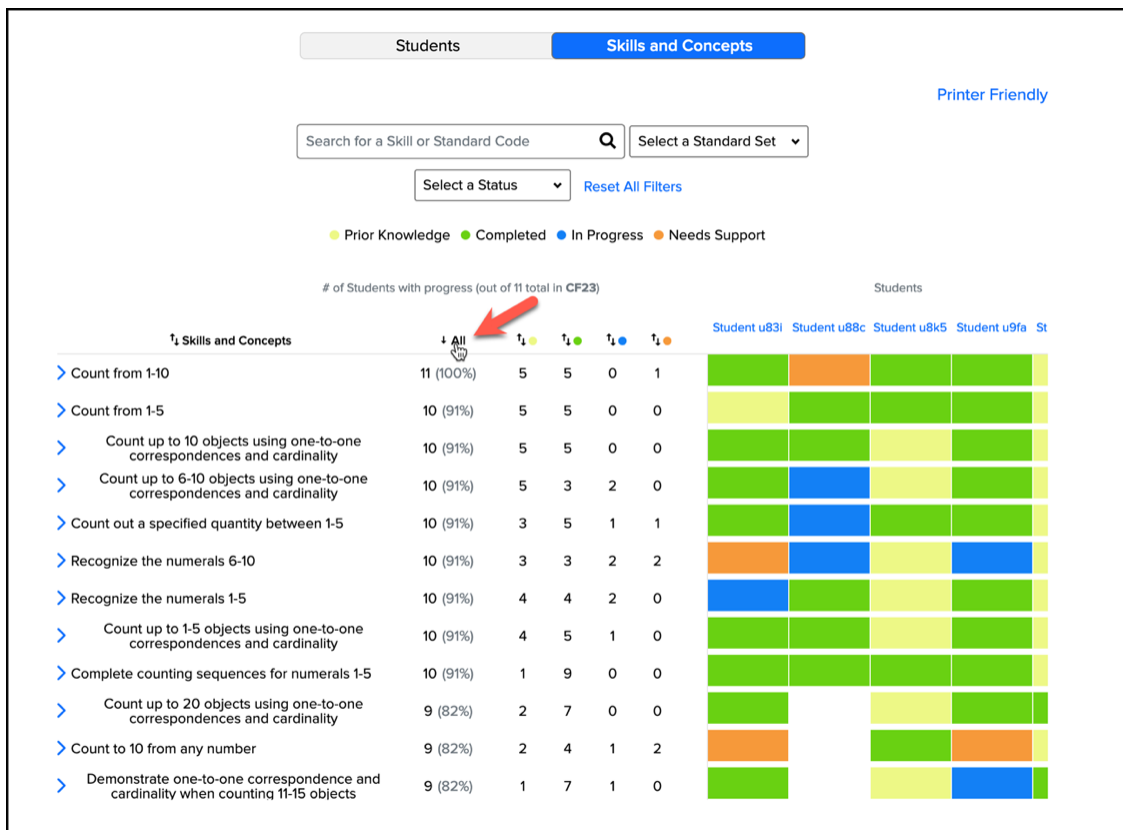 Students
Skills and Concepts
Printer Friendly
Search for a Skill or Standard Code
Select a Standard Set
Select a Status
Reset All Filters
Prior Knowledge
Completed
In Progress
Needs Support
# of Students with progress (out of 11 total in CF23)
Students
Skills and Concepts
All
Student u83i
Student u88c
Student u8k5
Student u9fa
St
Count from 1-10 11 (100%) 5 5 0 1
Count from 1-5 10 (91%) 5 5 0 0
Count up to 10 objects using one-to-one
correspondences and cardinality 10 (91%) 5 5 0 0
Count up to 6-10 objects using one-to-one
correspondences and cardinality 10 (91%) 5 3 2 0
Count out a specified quantity between 1-5 10 (91%) 3 5 1 1
Recognize the numerals 6-10 10 (91%) 3 3 2 2
Recognize the numerals 1-5 10 (91%) 4 4 2 0
Count up to 1-5 objects using one-to-one
correspondences and cardinality 10 (91%) 4 5 1 0
Complete counting sequences for numerals 1-5 10 (91%) 1 9 0 0
Count up to 20 objects using one-to-one
correspondences and cardinality 9 (82%) 2 7 0 0
Count to 10 from any number 9 (82%) 2 4 1 2
Demonstrate one-to-one correspondence and
cardinality when counting 11-15 objects 9 (82%) 1 7 1 0